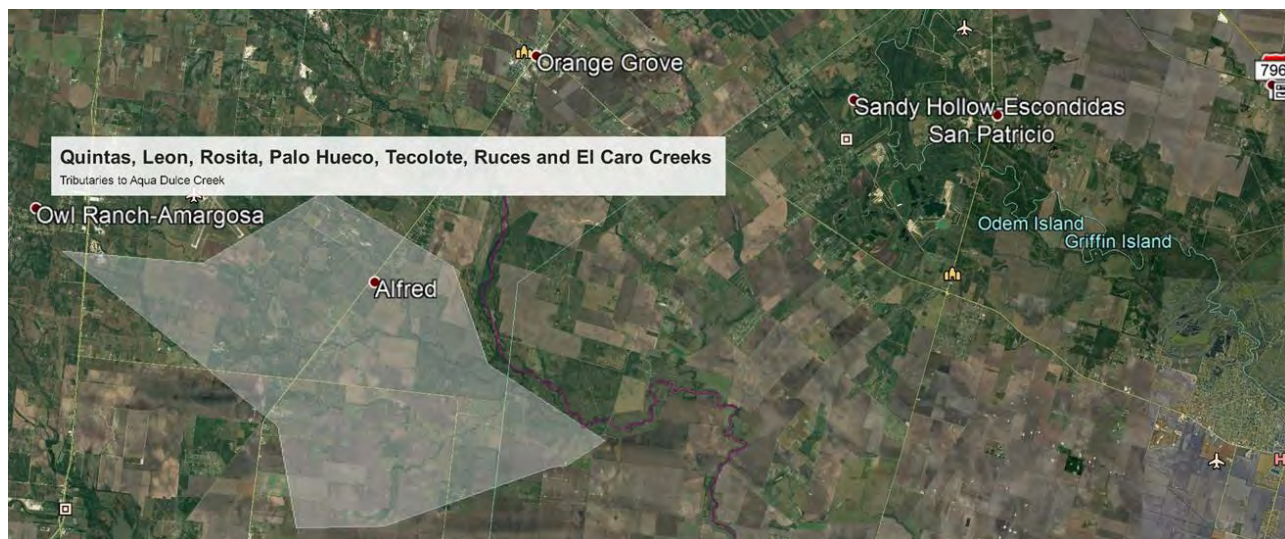 Orange Grove
796
Sandy Hollow-Escondidas
San Patricio
Quintas, Leon, Rosita, Palo Hueco, Tecolote, Ruces and El Caro Creeks
Tributaries to Aqua Dulce Creek
Owl Ranch-Amargosa
Odem Island
Griffin Island
Alfred
H